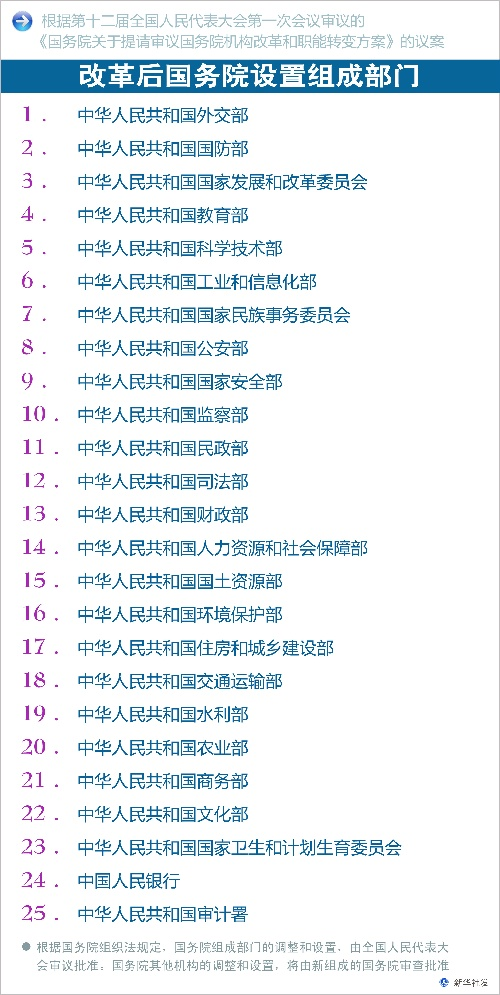 根据第十二届全国人民代表大会第一次会议审议的
《国务院关于提请审议国务院机构改革和职能转变方案》的议案
改革后国务院设置组成部门
1. 中华人民共和国外交部
2. 中华人民共和国国防部
3. 中华人民共和国国家发展和改革委员会
4. 中华人民共和国教育部
5. 中华人民共和国科学技术部
6. 中华人民共和国工业和信息化部
7. 中华人民共和国国家民族事务委员会
8. 中华人民共和国公安部
9. 中华人民共和国国家安全部
10. 中华人民共和国监察部
11. 中华人民共和国民政部
12. 中华人民共和国司法部
13. 中华人民共和国财政部
14. 中华人民共和国人力资源和社会保障部
15. 中华人民共和国国土资源部
16. 中华人民共和国环境保护部
17. 中华人民共和国住房和城乡建设部
18. 中华人民共和国交通运输部
19. 中华人民共和国水利部
20. 中华人民共和国农业部
21. 中华人民共和国商务部
22. 中华人民共和国文化部
23. 中华人民共和国国家卫生和计划生育委员会
24. 中国人民银行
25. 中华人民共和国审计署
● 根据国务院组织法规定，国务院组成部门的调整和设置，由全国人民代表大
会审议批准。国务院其他机构的调整和设置，将由新组成的国务院审查批准
新华社发